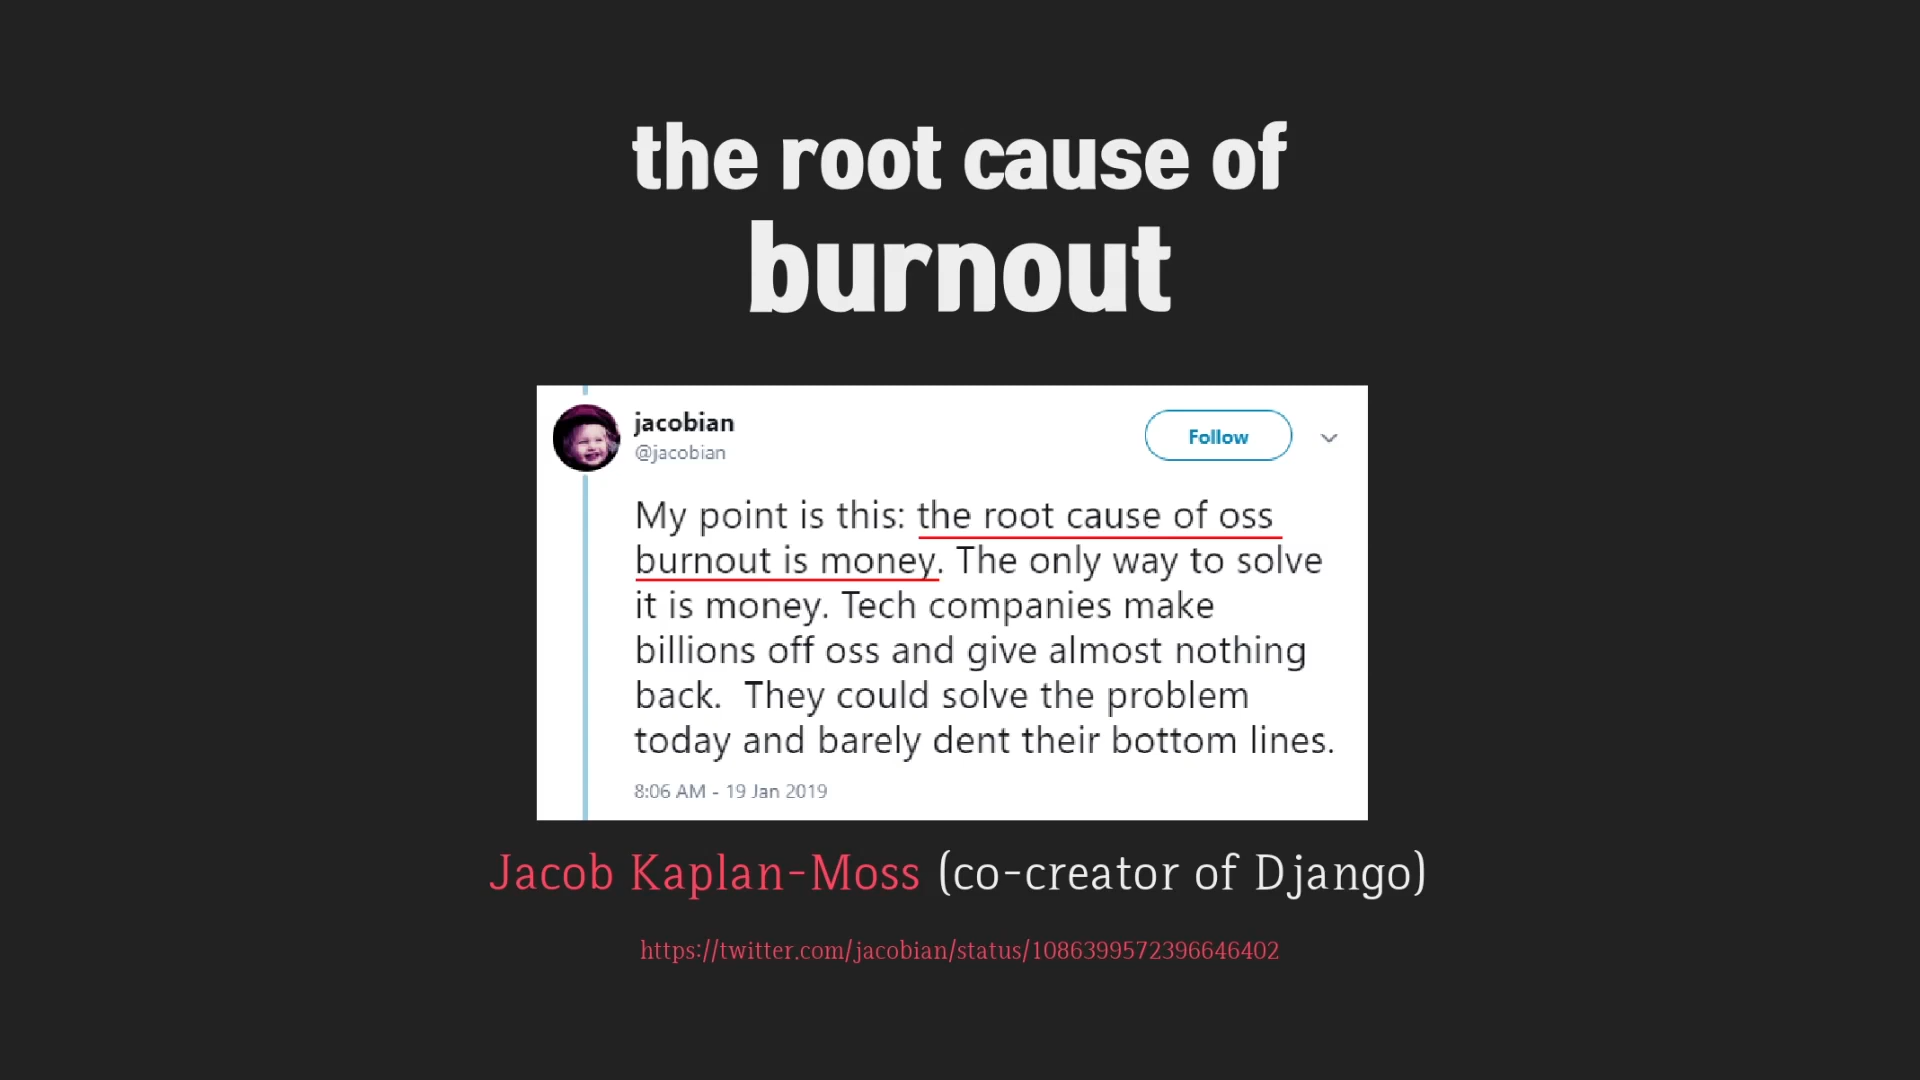 the root cause of
burnout
jacobian
@jacobian
Follow
My point is this: the root cause of oss
burnout is money. The only way to solve
it is money. Tech companies make
billions off oss and give almost nothing
back.  They could solve the problem
today and barely dent their bottom lines.
8:06 AM - 19 Jan 2019
Jacob Kaplan-Moss (co-creator of Django)
https://twitter.com/jacobian/status/1086399572396646402